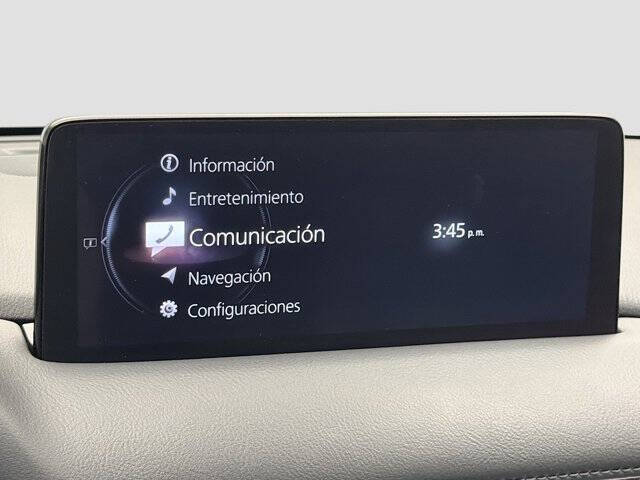 Información
Entretenimiento
Comunicación
3:45 p.m.
Navegación
Configuraciones